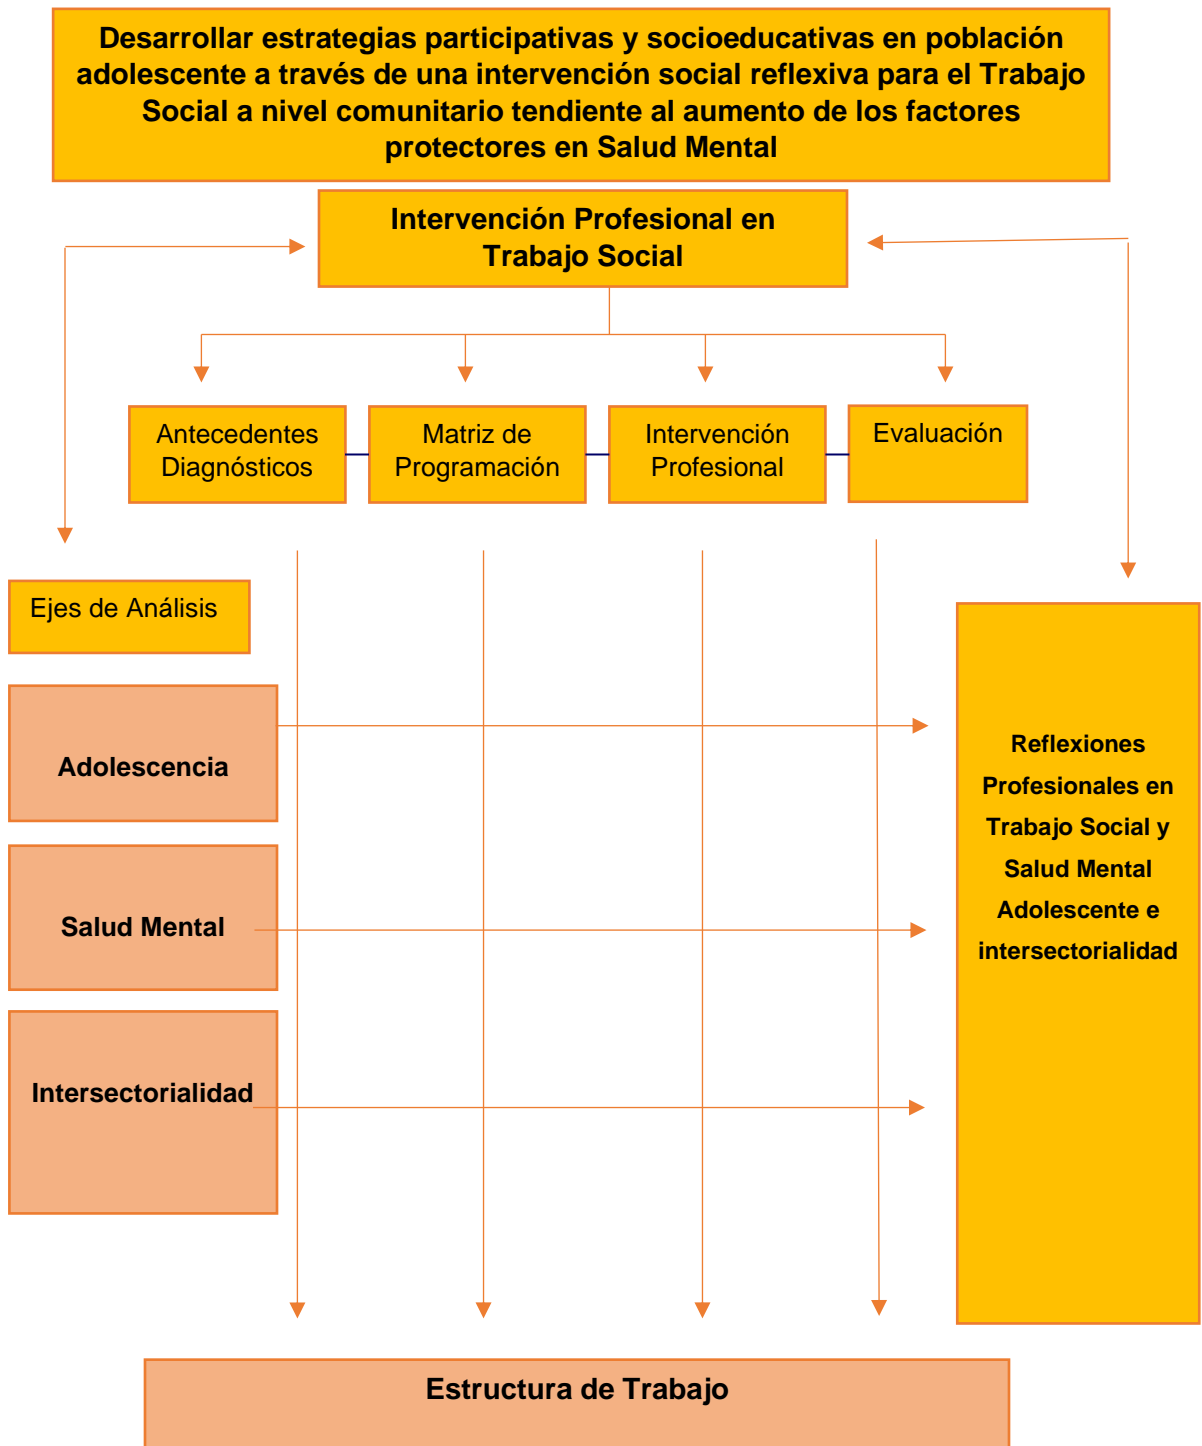 Desarrollar estrategias participativas y socioeducativas en población
adolescente a través de una intervención social reflexiva para el Trabajo
Social a nivel comunitario tendiente al aumento de los factores
protectores en Salud Mental
Intervención Profesional en
Trabajo Social
Antecedentes
Diagnósticos
Matriz de
Programación
Intervención
Profesional
Evaluación
Ejes de Análisis
Adolescencia
Salud Mental
Intersectorialidad
Reflexiones
Profesionales en
Trabajo Social y
Salud Mental
Adolescente e
intersectorialidad
Estructura de Trabajo